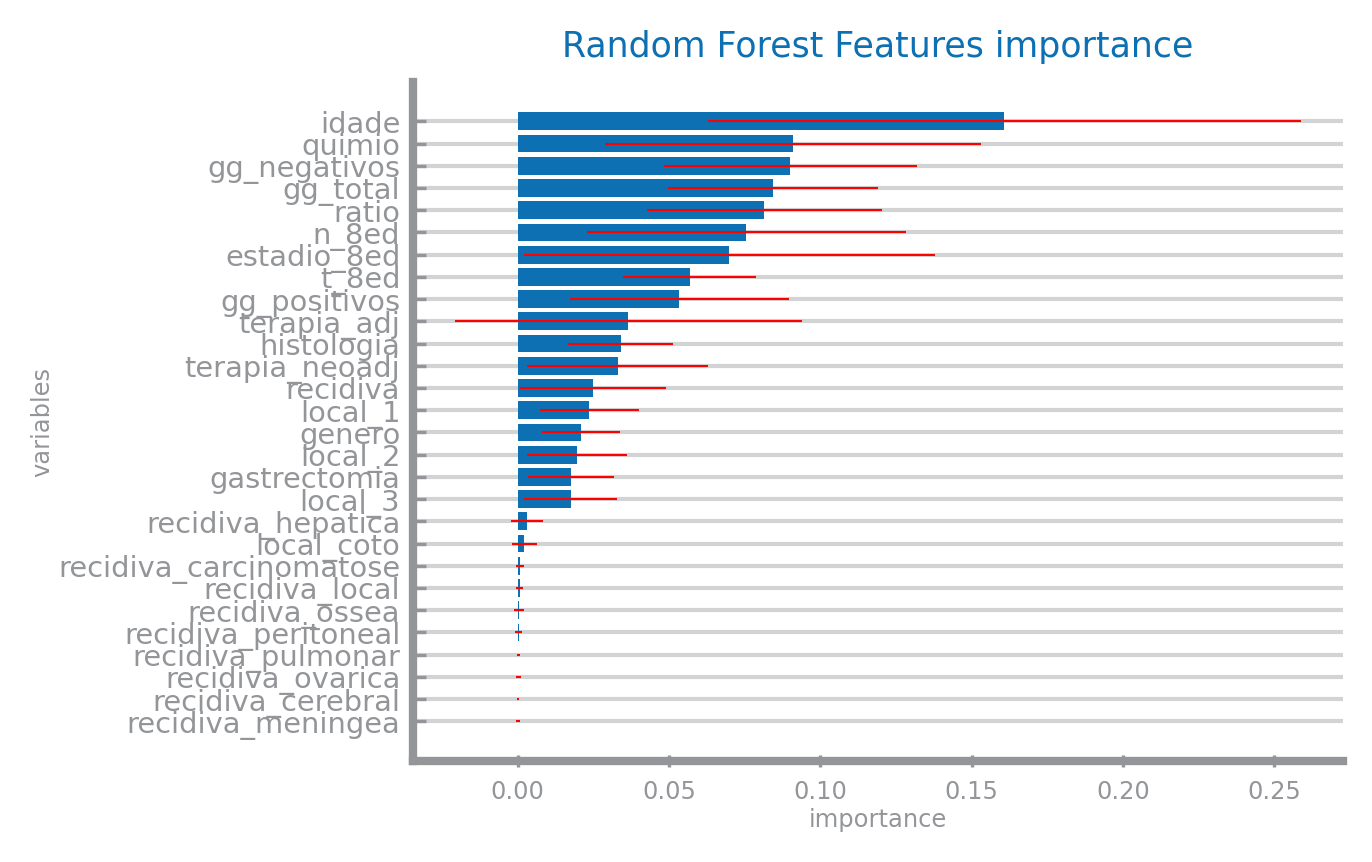 Random Forest Features importance
idade
quimio
gg_negativos
gg_total
ratio
n_8ed
estadio_8ed
t_8ed
gg_positivos
terapia_adj
histologia
terapia_neoadj
recidiva
local_1
genero
local_2
gastrectomia
local_3
recidiva_hepatica
local_coto
recidiva_carcinomatose
recidiva_local
recidiva_ossea
recidiva_peritoneal
recidiva_pulmonar
recidiva_ovarica
recidiva_cerebral
recidiva_meningea
variables
0.00 0.05 0.10 0.15 0.20 0.25
importance